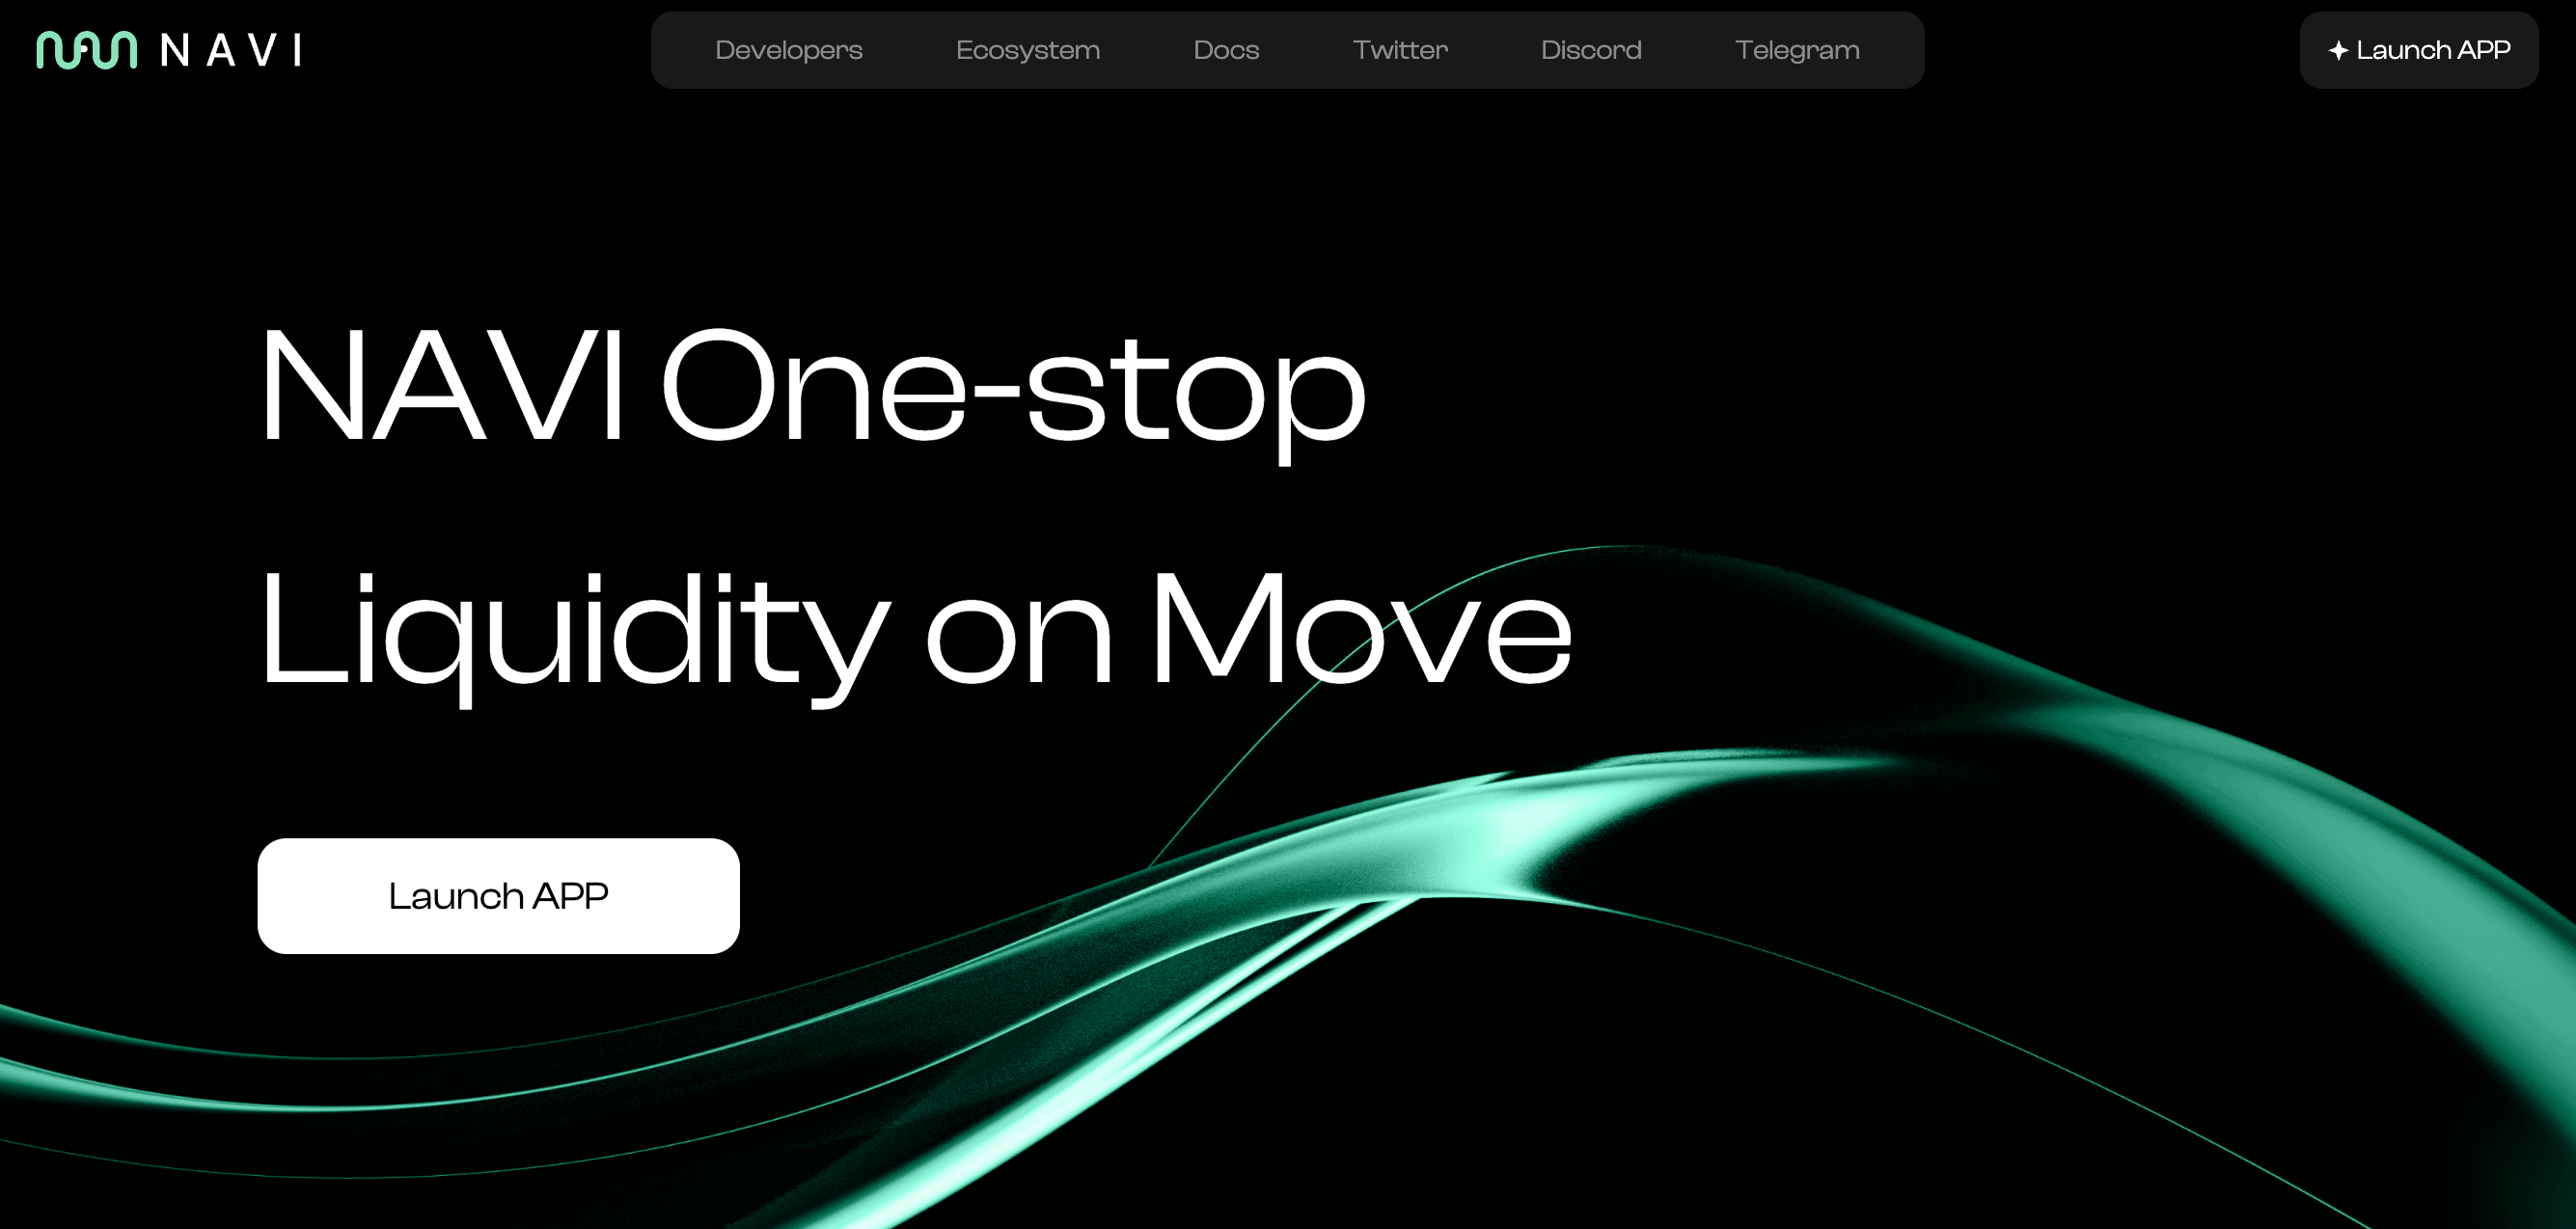 NAVI
Developers Ecosystem Docs Twitter Discord Telegram
Launch APP
NAVI One-stop
Liquidity on Move
Launch APP